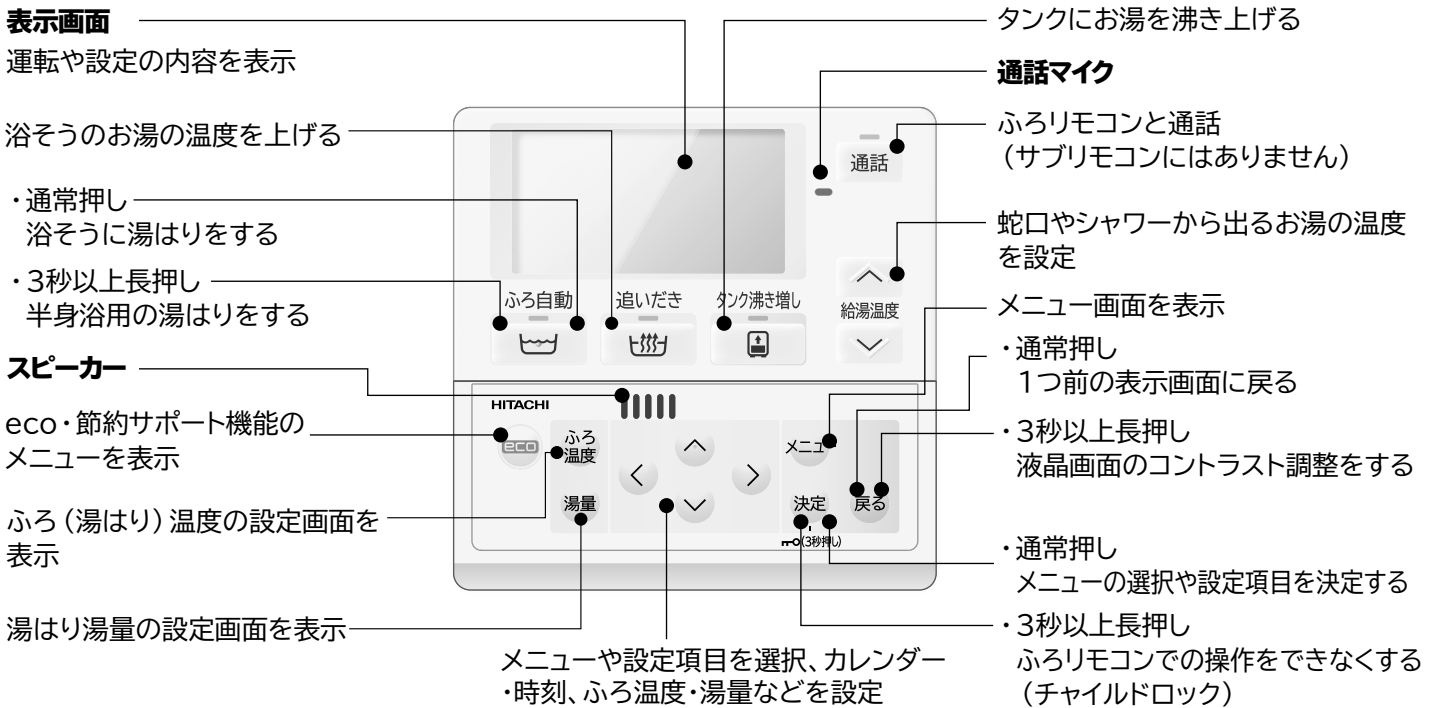 表示画面
運転や設定の内容を表示
浴そうのお湯の温度を上げる
・通常押し
浴そうに湯はりをする
・3秒以上長押し
半身浴用の湯はりをする
スピーカー
eco・節約サポート機能の
メニューを表示
ふろ（湯はり）温度の設定画面を
表示
湯はり湯量の設定画面を表示
通話
ふろ自動
追いだき
タンク沸き増し
給湯温度
HITACHI
eco
ふろ
温度
メニュー
湯量
決定
戻る
(3秒押し)
メニューや設定項目を選択、カレンダー
・時刻、ふろ温度・湯量などを設定
タンクにお湯を沸き上げる
通話マイク
ふろリモコンと通話
（サブリモコンにはありません）
蛇口やシャワーから出るお湯の温度
を設定
メニュー画面を表示
・通常押し
1つ前の表示画面に戻る
・3秒以上長押し
液晶画面のコントラスト調整をする
・通常押し
メニューの選択や設定項目を決定する
・3秒以上長押し
ふろリモコンでの操作をできなくする
（チャイルドロック）